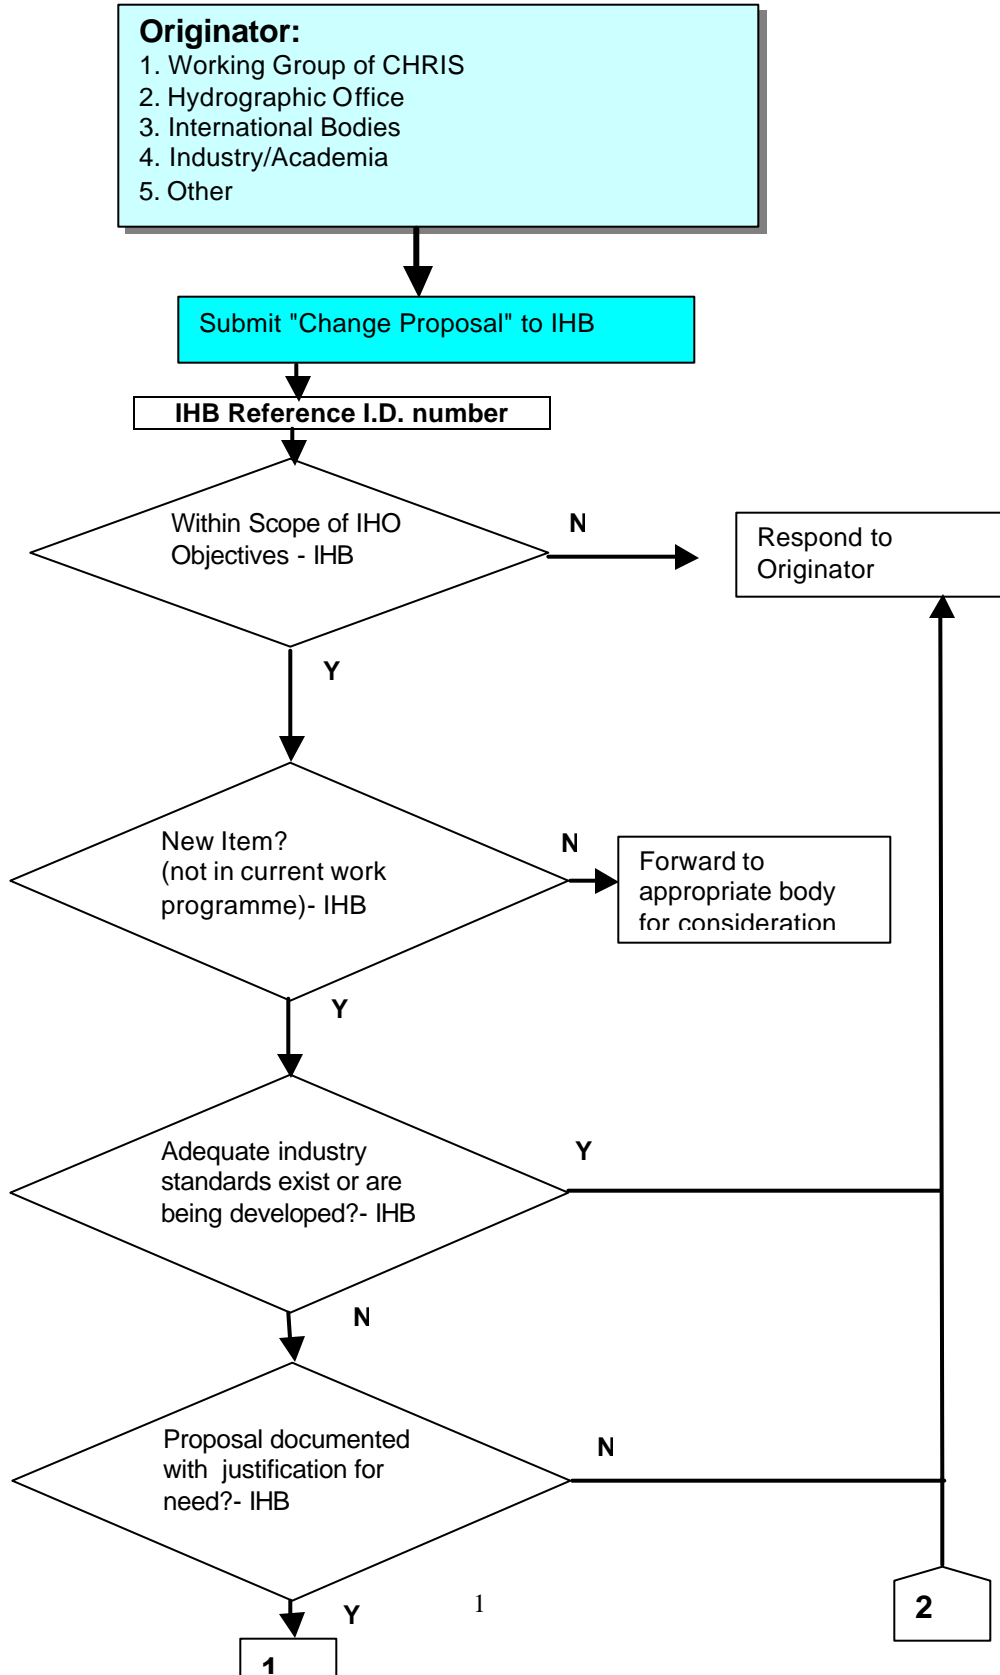 Originator:
1. Working Group of CHRIS
2. Hydrographic Office
3. International Bodies
4. Industry/Academia
5. Other
Submit "Change Proposal" to IHB
IHB Reference I.D. number
Within Scope of IHO
Objectives - IHB
N
Respond to
Originator
Y
New Item?
(not in current work
programme)- IHB
N
Forward to
appropriate body
for consideration
Y
Adequate industry
standards exist or are
being developed?- IHB
Y
N
Proposal documented
with justification for
need?- IHB
N
Y
1
2
1